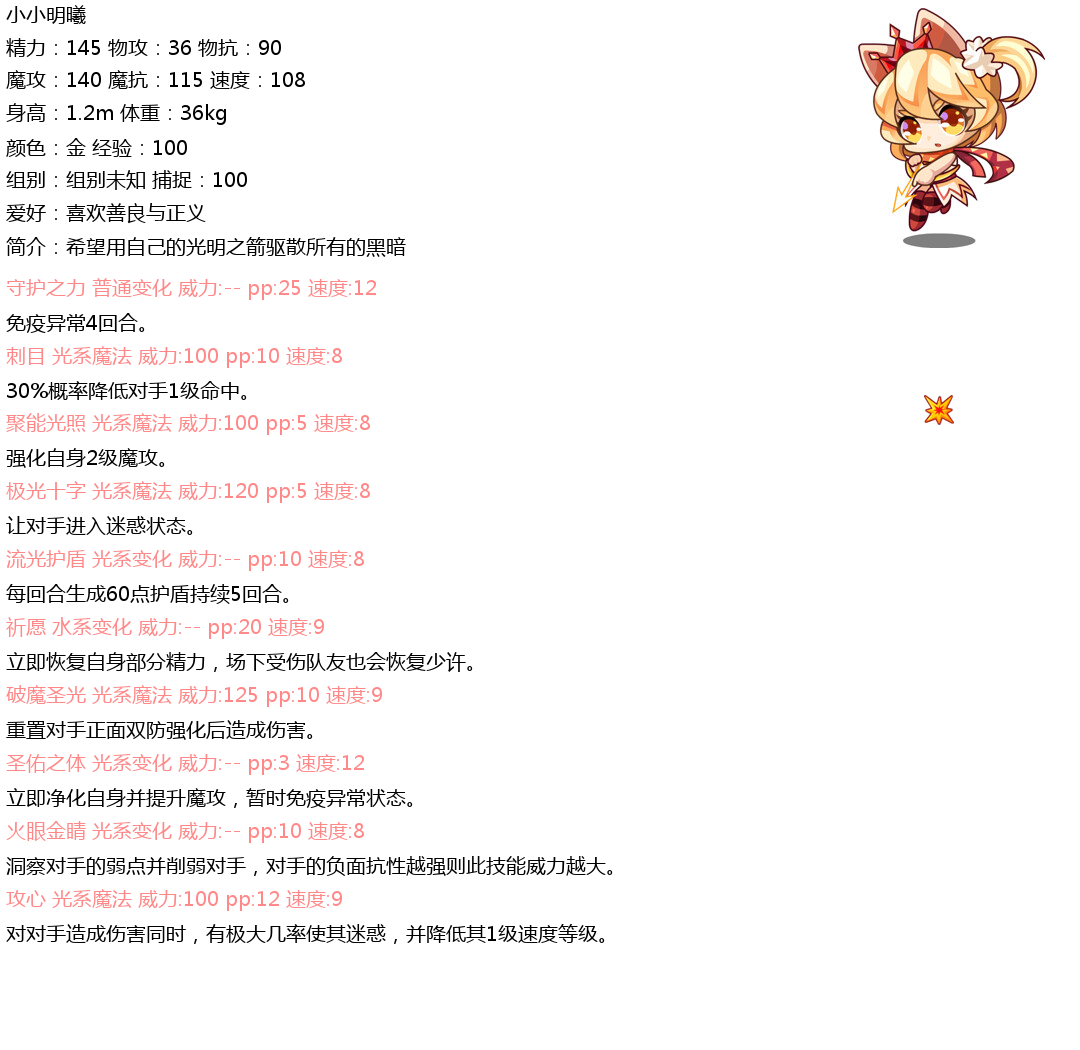 小小明曦
精力：145 物攻：36 物抗：90
魔攻：140 魔抗：115 速度：108
身高：1.2m 体重：36kg
颜色：金 经验：100
组别：组别未知 捕捉：100
爱好：喜欢善良与正义
简介：希望用自己的光明之箭驱散所有的黑暗
守护之力 普通变化 威力:-- pp:25 速度:12
免疫异常4回合。
刺目 光系魔法 威力:100 pp:10 速度:8
30%概率降低对手1级命中。
聚能光照 光系魔法 威力:100 pp:5 速度:8
强化自身2级魔攻。
极光十字 光系魔法 威力:120 pp:5 速度:8
让对手进入迷惑状态。
流光护盾 光系变化 威力:-- pp:10 速度:8
每回合生成60点护盾持续5回合。
祈愿 水系变化 威力:-- pp:20 速度:9
立即恢复自身部分精力，场下受伤队友也会恢复少许。
破魔圣光 光系魔法 威力:125 pp:10 速度:9
重置对手正面双防强化后造成伤害。
圣佑之体 光系变化 威力:-- pp:3 速度:12
立即净化自身并提升魔攻，暂时免疫异常状态。
火眼金睛 光系变化 威力:-- pp:10 速度:8
洞察对手的弱点并削弱对手，对手的负面抗性越强则此技能威力越大。
攻心 光系魔法 威力:100 pp:12 速度:9
对对手造成伤害同时，有极大几率使其迷惑，并降低其1级速度等级。